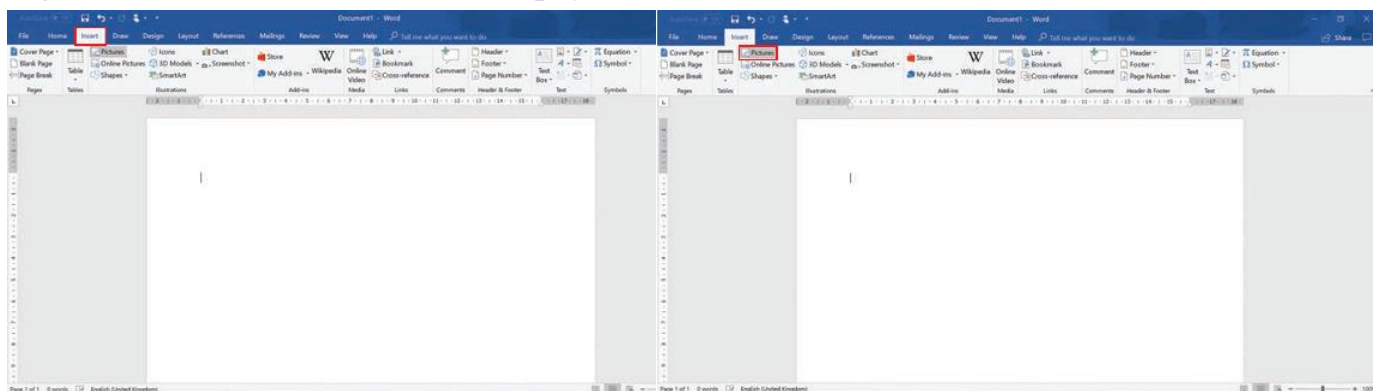 Document1 - Word
File Home Insert Draw Design Layout References Mailings Review View Help Tell me what you want to do
Cover Page
Blank Page
Page Break
Pages
Table
Tables
Pictures
Online Pictures
Shapes
Icons
3D Models
SmartArt
Chart
Screenshot
Illustrations
Store
My Add-ins
W
Wikipedia
Add-ins
Online
Video
Media
Link
Bookmark
Cross-reference
Links
Comment
Comments
Header
Footer
Page Number
Header & Footer
Text
Box
Text
Equation
Symbol
Symbols
Page 1 of 1 0 words English (United Kingdom)
Document1 - Word
File Home Insert Draw Design Layout References Mailings Review View Help Tell me what you want to do Share
Cover Page
Blank Page
Page Break
Pages
Table
Tables
Pictures
Online Pictures
Shapes
Icons
3D Models
SmartArt
Chart
Screenshot
Illustrations
Store
My Add-ins
W
Wikipedia
Add-ins
Online
Video
Media
Link
Bookmark
Cross-reference
Links
Comment
Comments
Header
Footer
Page Number
Header & Footer
Text
Box
Text
Equation
Symbol
Symbols
Page 1 of 1 0 words English (United Kingdom)